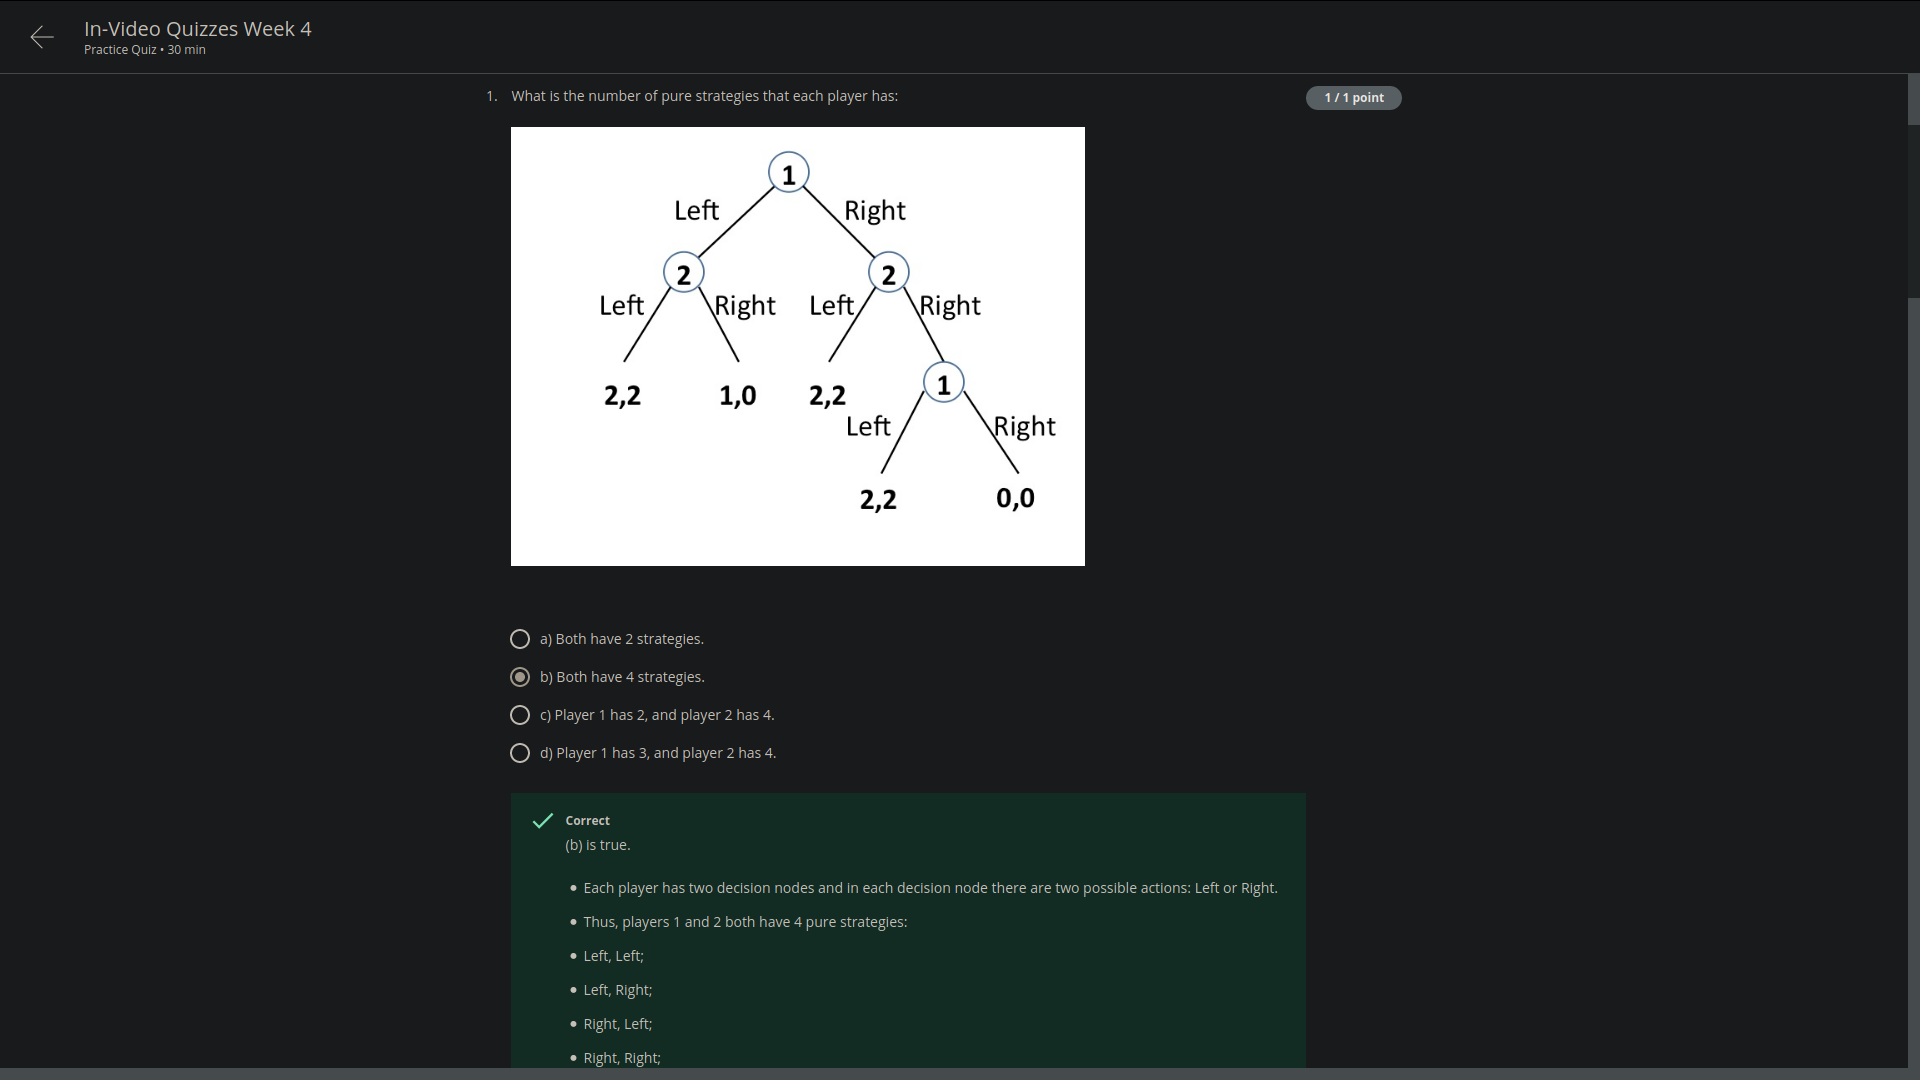 In-Video Quizzes Week 4
Practice Quiz • 30 min
1. What is the number of pure strategies that each player has:
1 / 1 point
1
Left Right
2 2
Left Right Left Right
2,2 1,0 2,2 1
Left Right
2,2 0,0
a) Both have 2 strategies.
b) Both have 4 strategies.
c) Player 1 has 2, and player 2 has 4.
d) Player 1 has 3, and player 2 has 4.
Correct
(b) is true.
• Each player has two decision nodes and in each decision node there are two possible actions: Left or Right.
• Thus, players 1 and 2 both have 4 pure strategies:
• Left, Left;
• Left, Right;
• Right, Left;
• Right, Right;